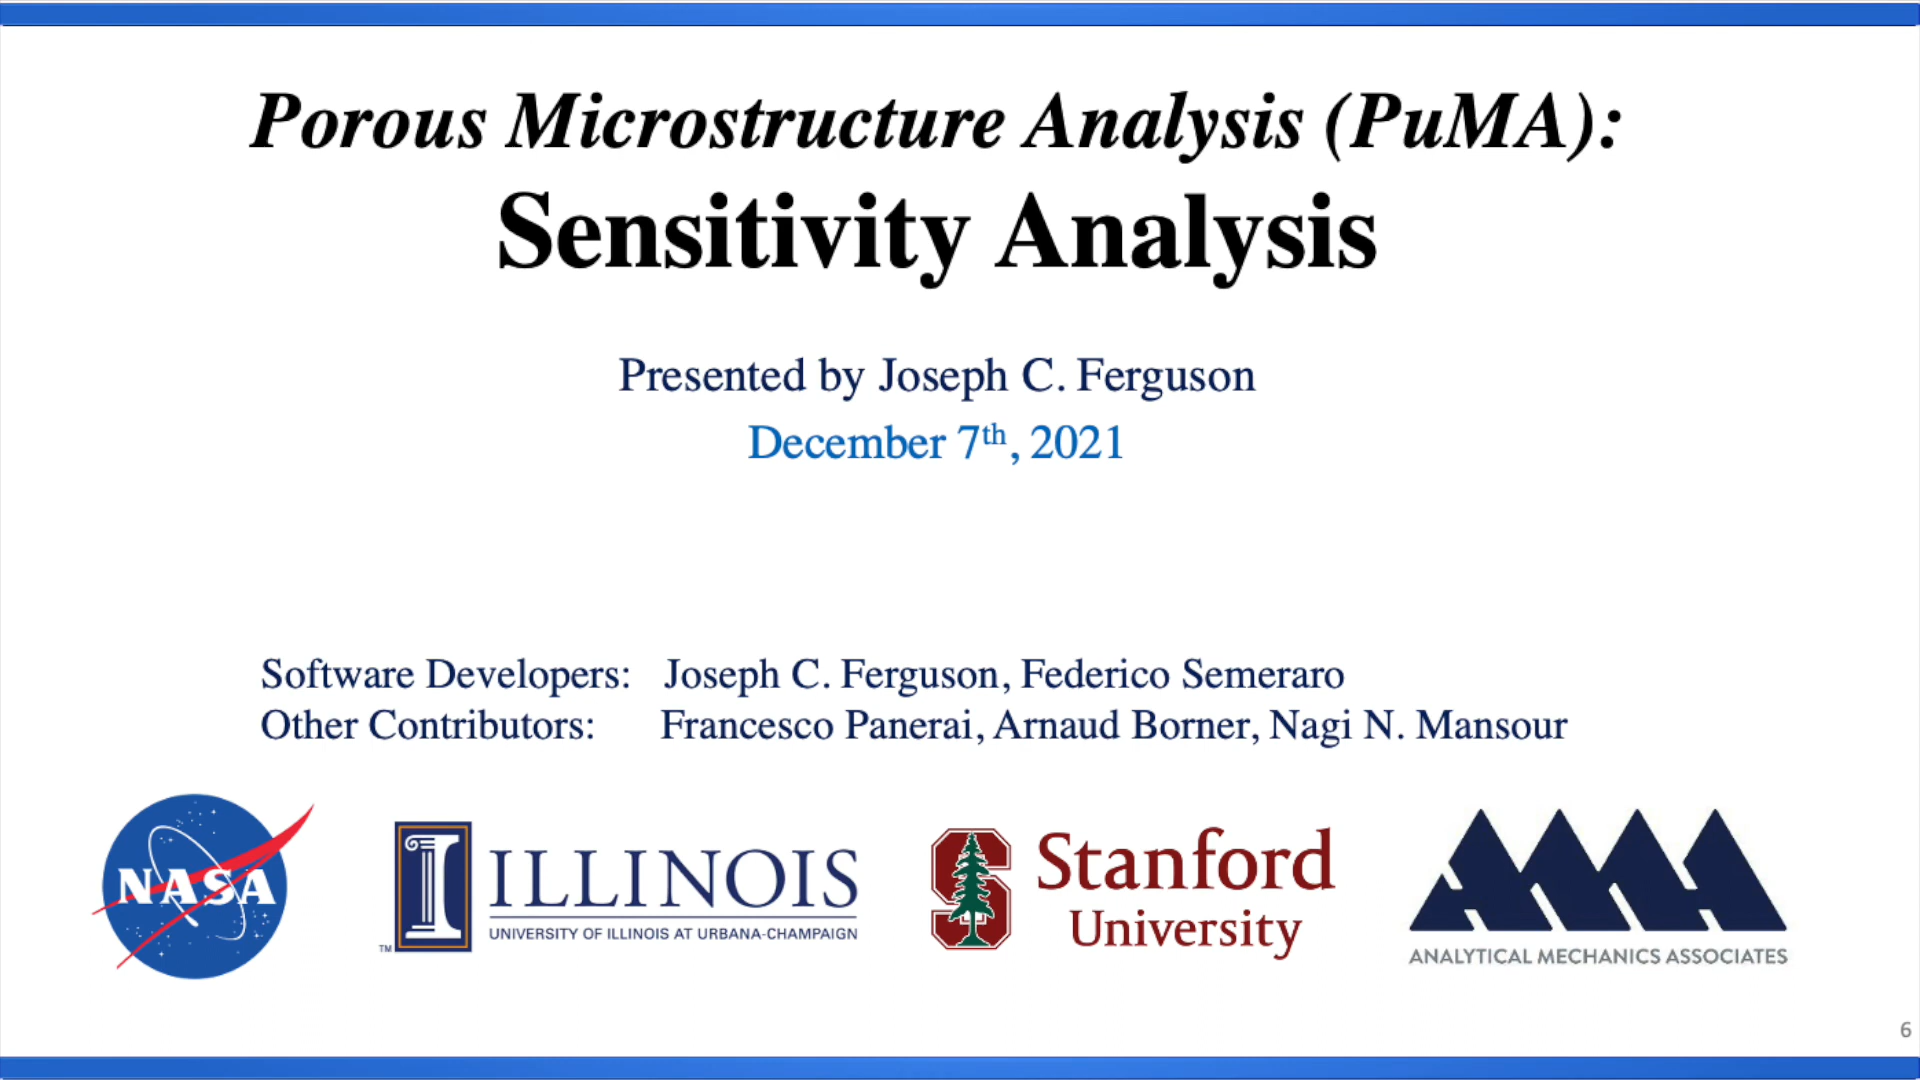 Porous Microstructure Analysis (PuMA):
Sensitivity Analysis
Presented by Joseph C. Ferguson
December 7th, 2021
Software Developers: Joseph C. Ferguson, Federico Semeraro
Other Contributors: Francesco Panerai, Arnaud Borner, Nagi N. Mansour
NASA
ILLINOIS
UNIVERSITY OF ILLINOIS AT URBANA-CHAMPAIGN
TM
Stanford
University
AMA
ANALYTICAL MECHANICS ASSOCIATES
6